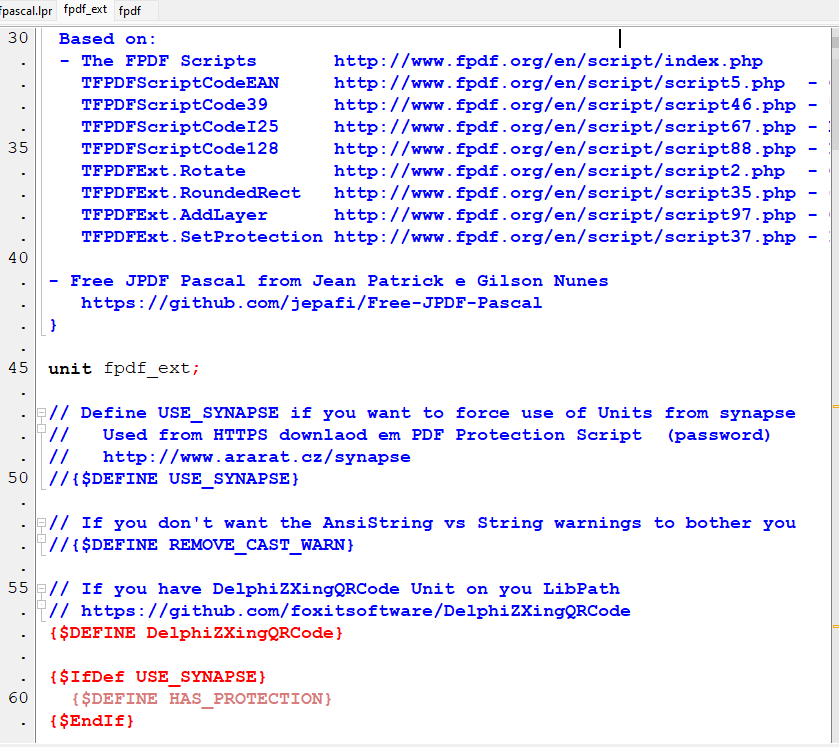 fpascal.lpr fpdf_ext fpdf
30 Based on:
. - The FPDF Scripts http://www.fpdf.org/en/script/index.php
. TFPDFScriptCodeEAN http://www.fpdf.org/en/script/script5.php -
. TFPDFScriptCode39 http://www.fpdf.org/en/script/script46.php -
. TFPDFScriptCodeI25 http://www.fpdf.org/en/script/script67.php -
35 TFPDFScriptCode128 http://www.fpdf.org/en/script/script88.php -
. TFPDFExt.Rotate http://www.fpdf.org/en/script/script2.php -
. TFPDFExt.RoundedRect http://www.fpdf.org/en/script/script35.php -
. TFPDFExt.AddLayer http://www.fpdf.org/en/script/script97.php -
. TFPDFExt.SetProtection http://www.fpdf.org/en/script/script37.php -
40
. - Free JPDF Pascal from Jean Patrick e Gilson Nunes
. https://github.com/jepafi/Free-JPDF-Pascal
. }
.
45 unit fpdf_ext;
.
. // Define USE_SYNAPSE if you want to force use of Units from synapse
. // Used from HTTPS downlaod em PDF Protection Script (password)
. // http://www.ararat.cz/synapse
50 //{$DEFINE USE_SYNAPSE}
.
. // If you don't want the AnsiString vs String warnings to bother you
. //{$DEFINE REMOVE_CAST_WARN}
.
55 // If you have DelphiZXingQRCode Unit on you LibPath
. // https://github.com/foxitsoftware/DelphiZXingQRCode
. {$DEFINE DelphiZXingQRCode}
.
. {$IfDef USE_SYNAPSE}
60 {$DEFINE HAS_PROTECTION}
. {$EndIf}